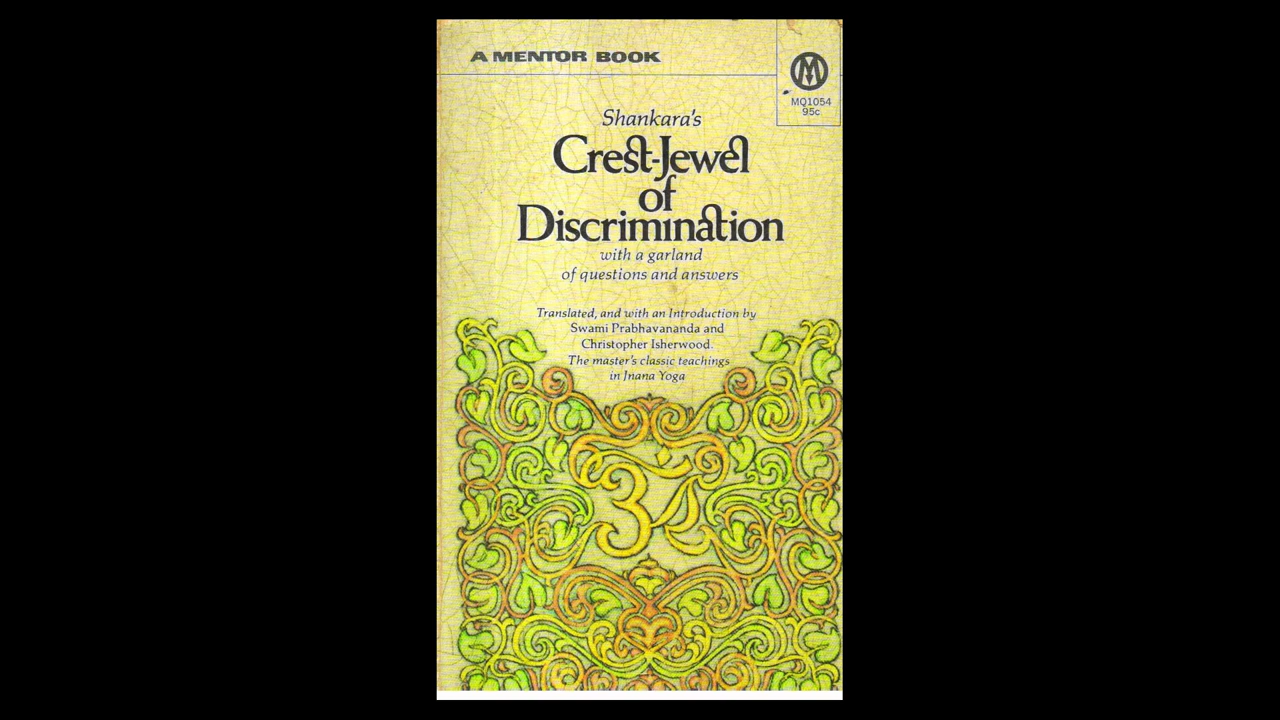 A MENTOR BOOK
M
MQ1054
95c
Shankara's
Crest-Jewel
of
Discrimination
with a garland
of questions and answers
Translated, and with an Introduction by
Swami Prabhavananda and
Christopher Isherwood.
The master's classic teachings
in Jnana Yoga
ॐ